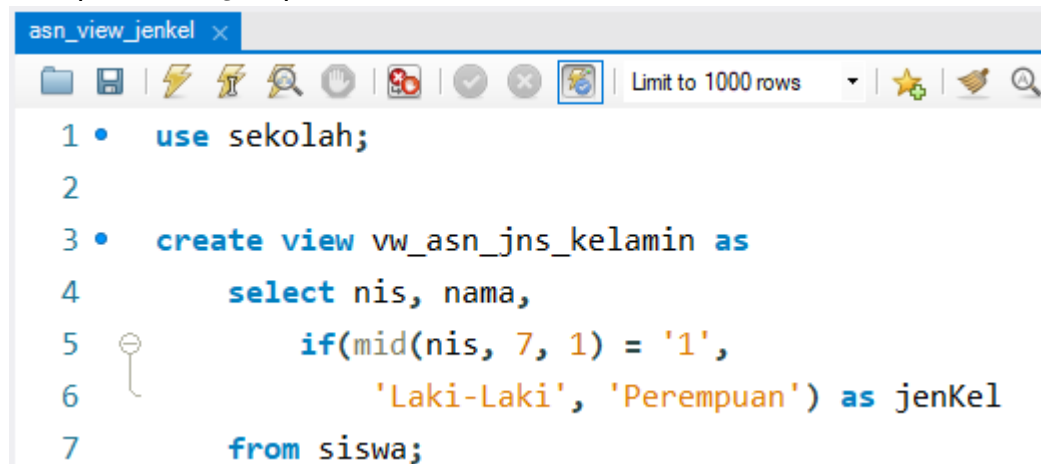 asn_view_jenkel
Limit to 1000 rows
1 use sekolah;
2
3 create view vw_asn_jns_kelamin as
4 select nis, nama,
5 if(mid(nis, 7, 1) = '1',
6 'Laki-Laki', 'Perempuan') as jenKel
7 from siswa;